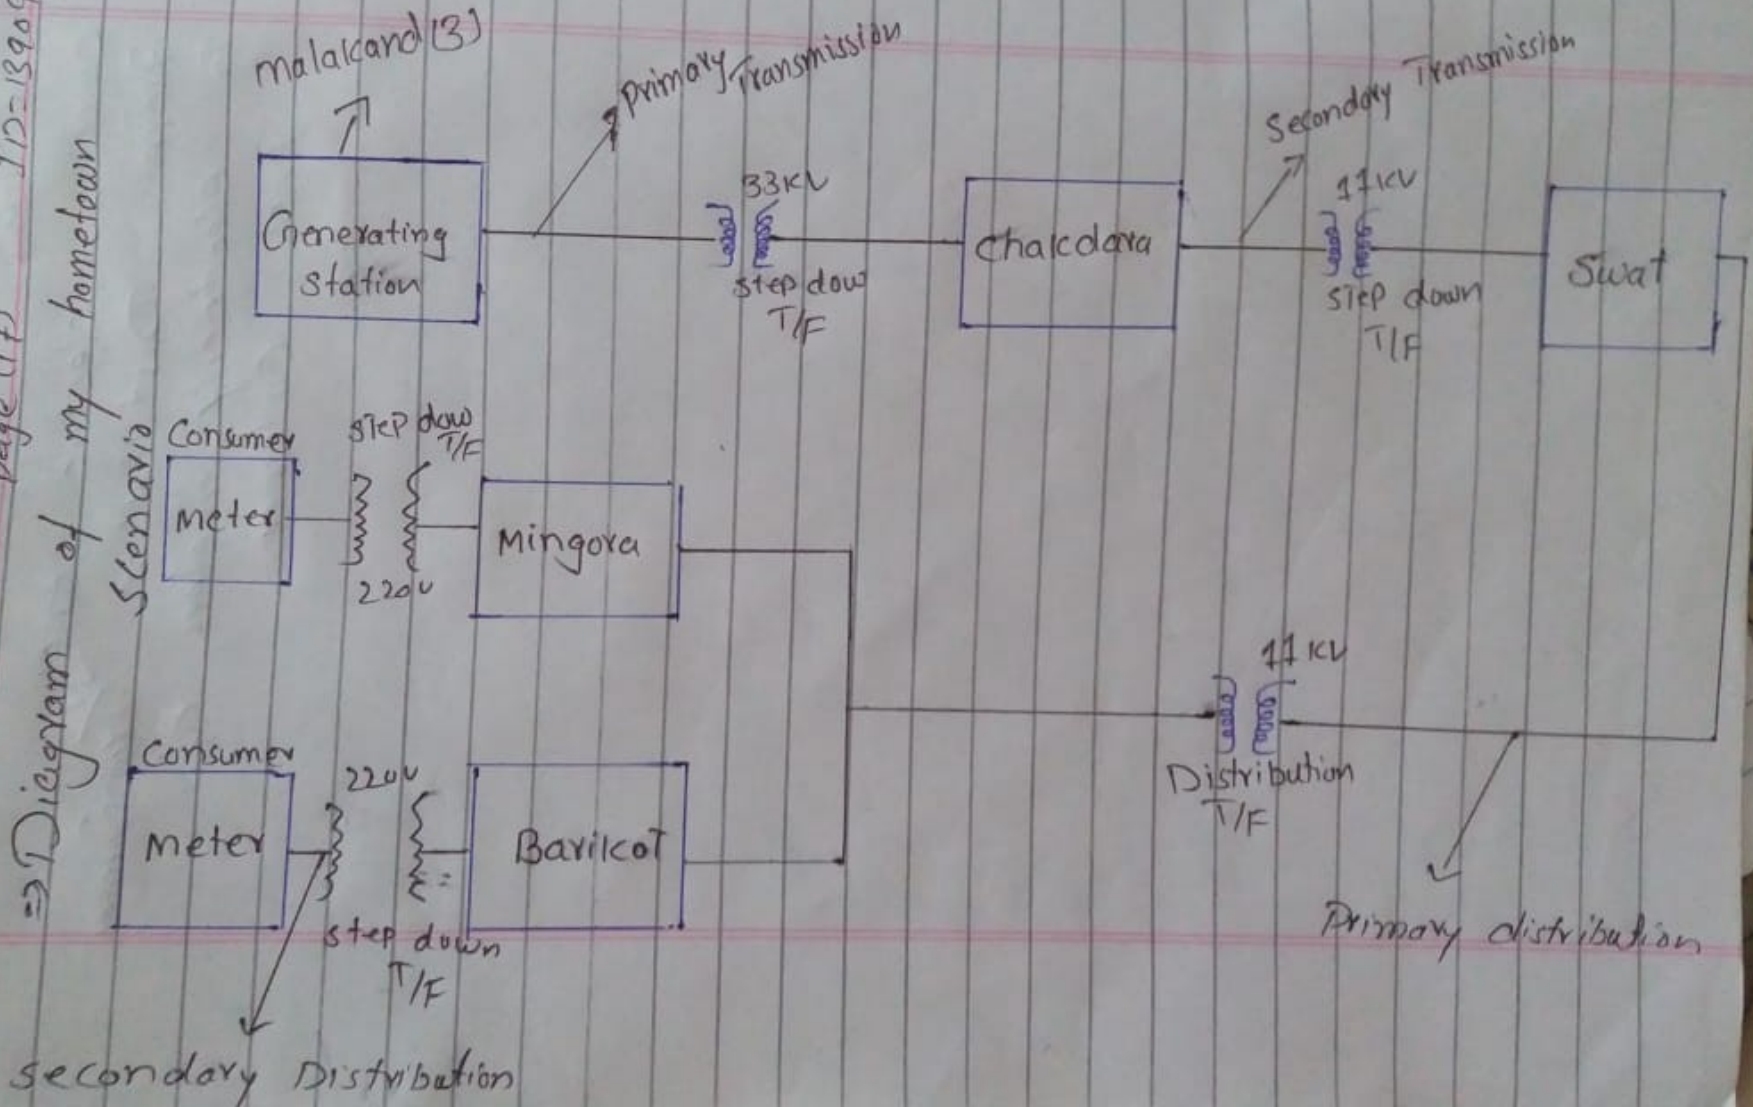 ID=1390
Page (17)
=> Diagram of my hometown
Scenario
Malakand (3)
Primary Transmission
Secondary Transmission
Generating
Station
33KV
step dow
T/F
Chakdara
11KV
step down
T/F
Swat
Consumer
Meter
step dow
T/F
220V
Mingora
11KV
Distribution
T/F
Consumer
Meter
220V
step down
T/F
Barikot
Primary distribution
Secondary Distribution